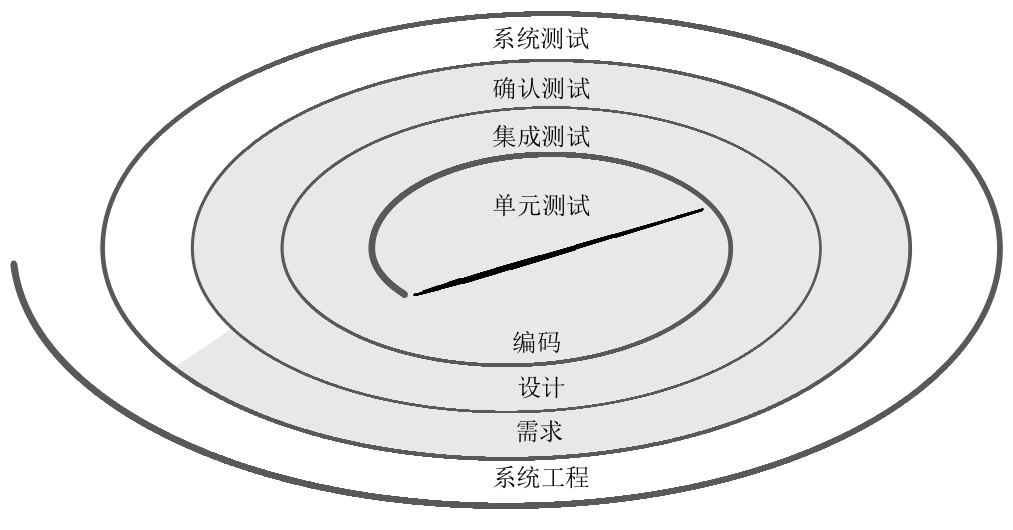 系统测试
确认测试
集成测试
单元测试
编码
设计
需求
系统工程